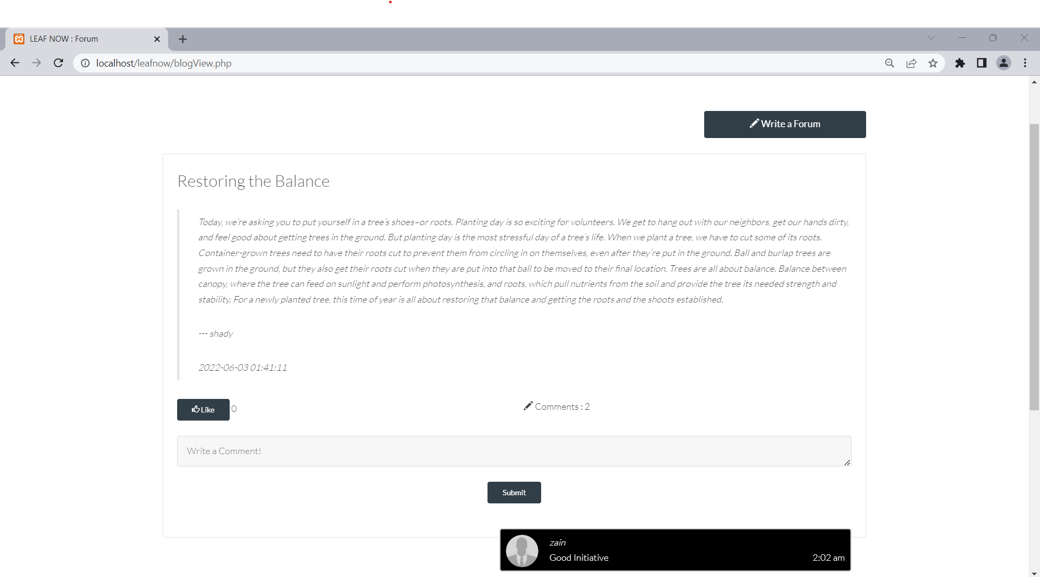 LEAF NOW : Forum
localhost/leafnow/blogView.php
Write a Forum
Restoring the Balance
Today, we're asking you to put yourself in a tree's shoes–or roots. Planting day is so exciting for volunteers. We get to hang out with our neighbors, get our hands dirty,
and feel good about getting trees in the ground. But planting day is the most stressful day of a tree's life. When we plant a tree, we have to cut some of its roots.
Container-grown trees need to have their roots cut to prevent them from circling in on themselves, even after they're put in the ground. Ball and burlap trees are
grown in the ground, but they also get their roots cut when they are put into that ball to be moved to their final location. Trees are all about balance. Balance between
canopy, where the tree can feed on sunlight and perform photosynthesis, and roots, which pull nutrients from the soil and provide the tree its needed strength and
stability. For a newly planted tree, this time of year is all about restoring that balance and getting the roots and the shoots established.
--- shady
2022-06-03 01:41:11
Like 0
Comments : 2
Write a Comment!
Submit
zain
Good Initiative
2:02 am